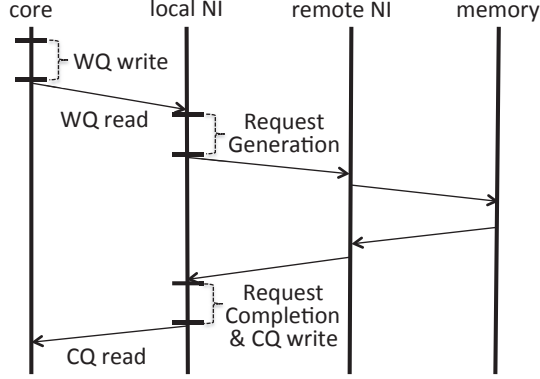 core local NI remote NI memory
WQ write
WQ read
Request
Generation
Request
Completion
& CQ write
CQ read